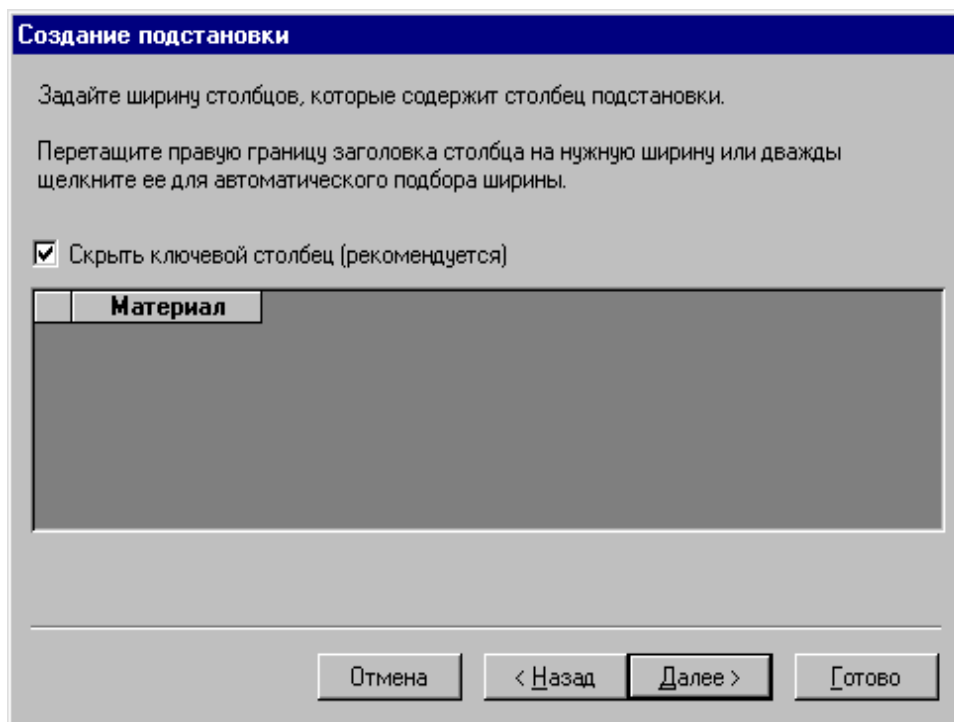 Создание подстановки
Задайте ширину столбцов, которые содержит столбец подстановки.
Перетащите правую границу заголовка столбца на нужную ширину или дважды
щелкните ее для автоматического подбора ширины.
Скрыть ключевой столбец (рекомендуется)
Материал
Отмена
< Назад
Далее >
Готово